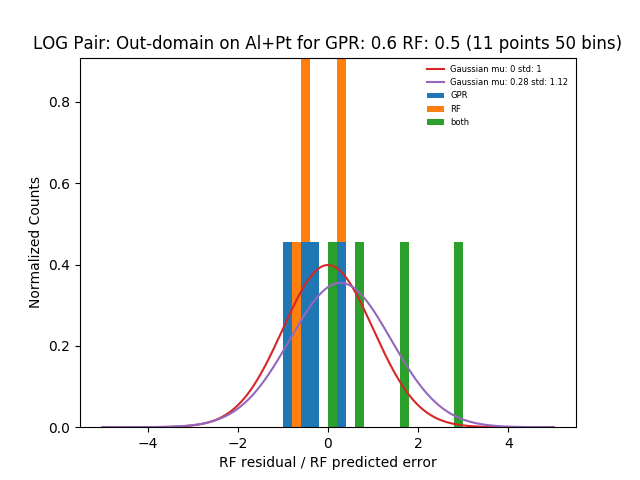 LOG Pair: Out-domain on Al+Pt for GPR: 0.6 RF: 0.5 (11 points 50 bins)
Gaussian mu: 0 std: 1
Gaussian mu: 0.28 std: 1.12
GPR
RF
both
0.8
0.6
0.4
0.2
0.0
Normalized Counts
−4
−2
0
2
4
RF residual / RF predicted error